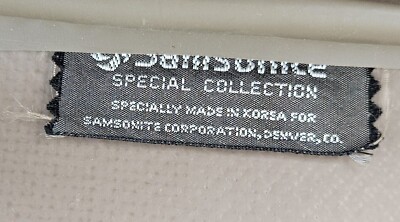 Samsonite
SPECIAL COLLECTION
SPECIALLY MADE IN KOREA FOR
SAMSONITE CORPORATION, DENVER, CO.